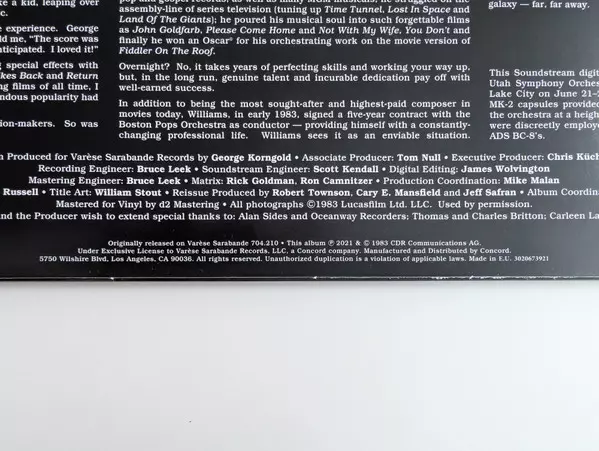 e a kid, leaping over
c.
e experience. George
ld me, "The score was
nticipated. I loved it!"
g special effects with
kes Back and Return
ng films of all time, I
ndous popularity had
ion-makers. So was
assembly-line of series television (tuning up Time Tunnel, Lost In Space and
Land Of The Giants); he poured his musical soul into such forgettable films
as John Goldfarb, Please Come Home and Not With My Wife, You Don't and
finally he won an Oscar® for his orchestrating work on the movie version of
Fiddler On The Roof.
Overnight? No, it takes years of perfecting skills and working your way up,
but, in the long run, genuine talent and incurable dedication pay off with
well-earned success.
In addition to being the most sought-after and highest-paid composer in
movies today, Williams, in early 1983, signed a five-year contract with the
Boston Pops Orchestra as conductor — providing himself with a constantly-
changing professional life. Williams sees it as an enviable situation.
galaxy — far, far away.
This Soundstream digit
Utah Symphony Orches
Lake City on June 21-2
MK-2 capsules provided
the orchestra at a heigh
were discreetly employe
ADS BC-8's.
n Produced for Varèse Sarabande Records by George Korngold • Associate Producer: Tom Null • Executive Producer: Chris Küch
Recording Engineer: Bruce Leek • Soundstream Engineer: Scott Kendall • Digital Editing: James Wolvington
Mastering Engineer: Bruce Leek • Matrix: Rick Goldman, Ron Camnitzer • Production Coordination: Mike Malan
Russell • Title Art: William Stout • Reissue Produced by Robert Townson, Cary E. Mansfield and Jeff Safran • Album Coordina
Mastered for Vinyl by d2 Mastering • All photographs ©1983 Lucasfilm Ltd. LLC. Used by permission.
nd the Producer wish to extend special thanks to: Alan Sides and Oceanway Recorders; Thomas and Charles Britton; Carleen La
Originally released on Varèse Sarabande 704.210 • This album ℗ 2021 & © 1983 CDR Communications AG.
Under Exclusive License to Varèse Sarabande Records, LLC, a Concord company. Manufactured and Distributed by Concord.
5750 Wilshire Blvd, Los Angeles, CA 90036. All rights reserved. Unauthorized duplication is a violation of applicable laws. Made in E.U. 3020673921